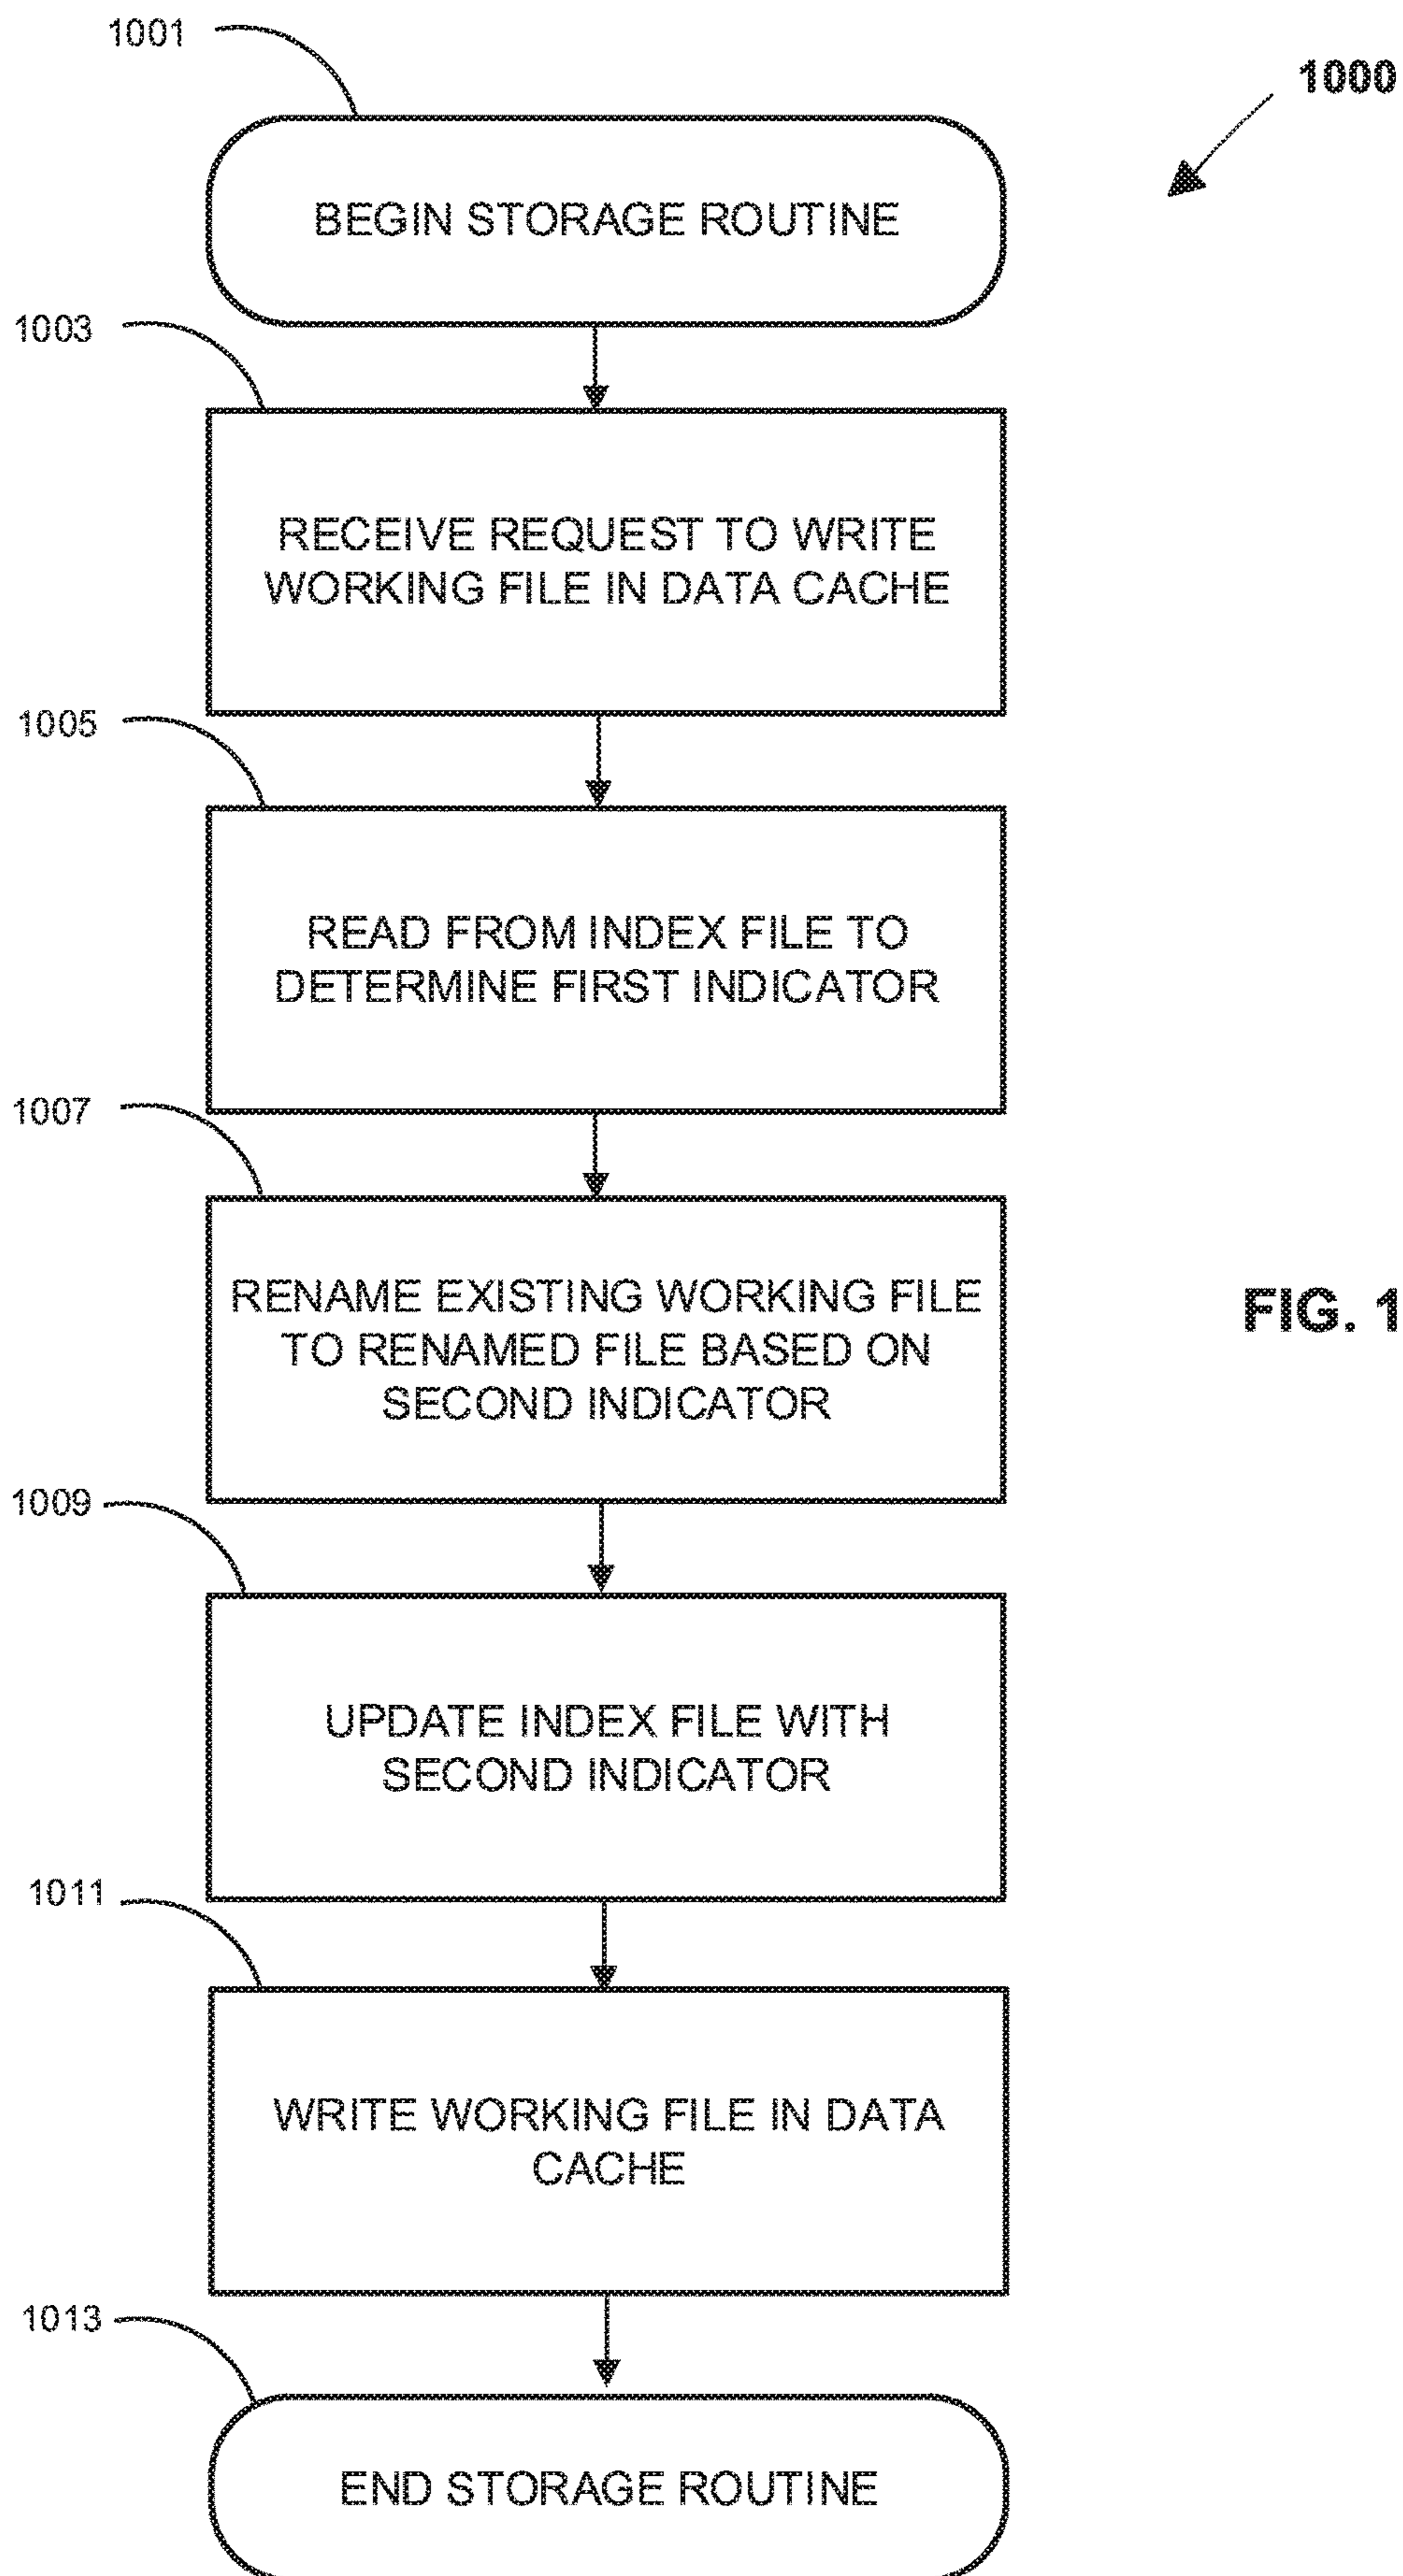 1001
1000
BEGIN STORAGE ROUTINE
1003
RECEIVE REQUEST TO WRITE
WORKING FILE IN DATA CACHE
1005
READ FROM INDEX FILE TO
DETERMINE FIRST INDICATOR
1007
RENAME EXISTING WORKING FILE
TO RENAMED FILE BASED ON
SECOND INDICATOR
FIG. 1
1009
UPDATE INDEX FILE WITH
SECOND INDICATOR
1011
WRITE WORKING FILE IN DATA
CACHE
1013
END STORAGE ROUTINE